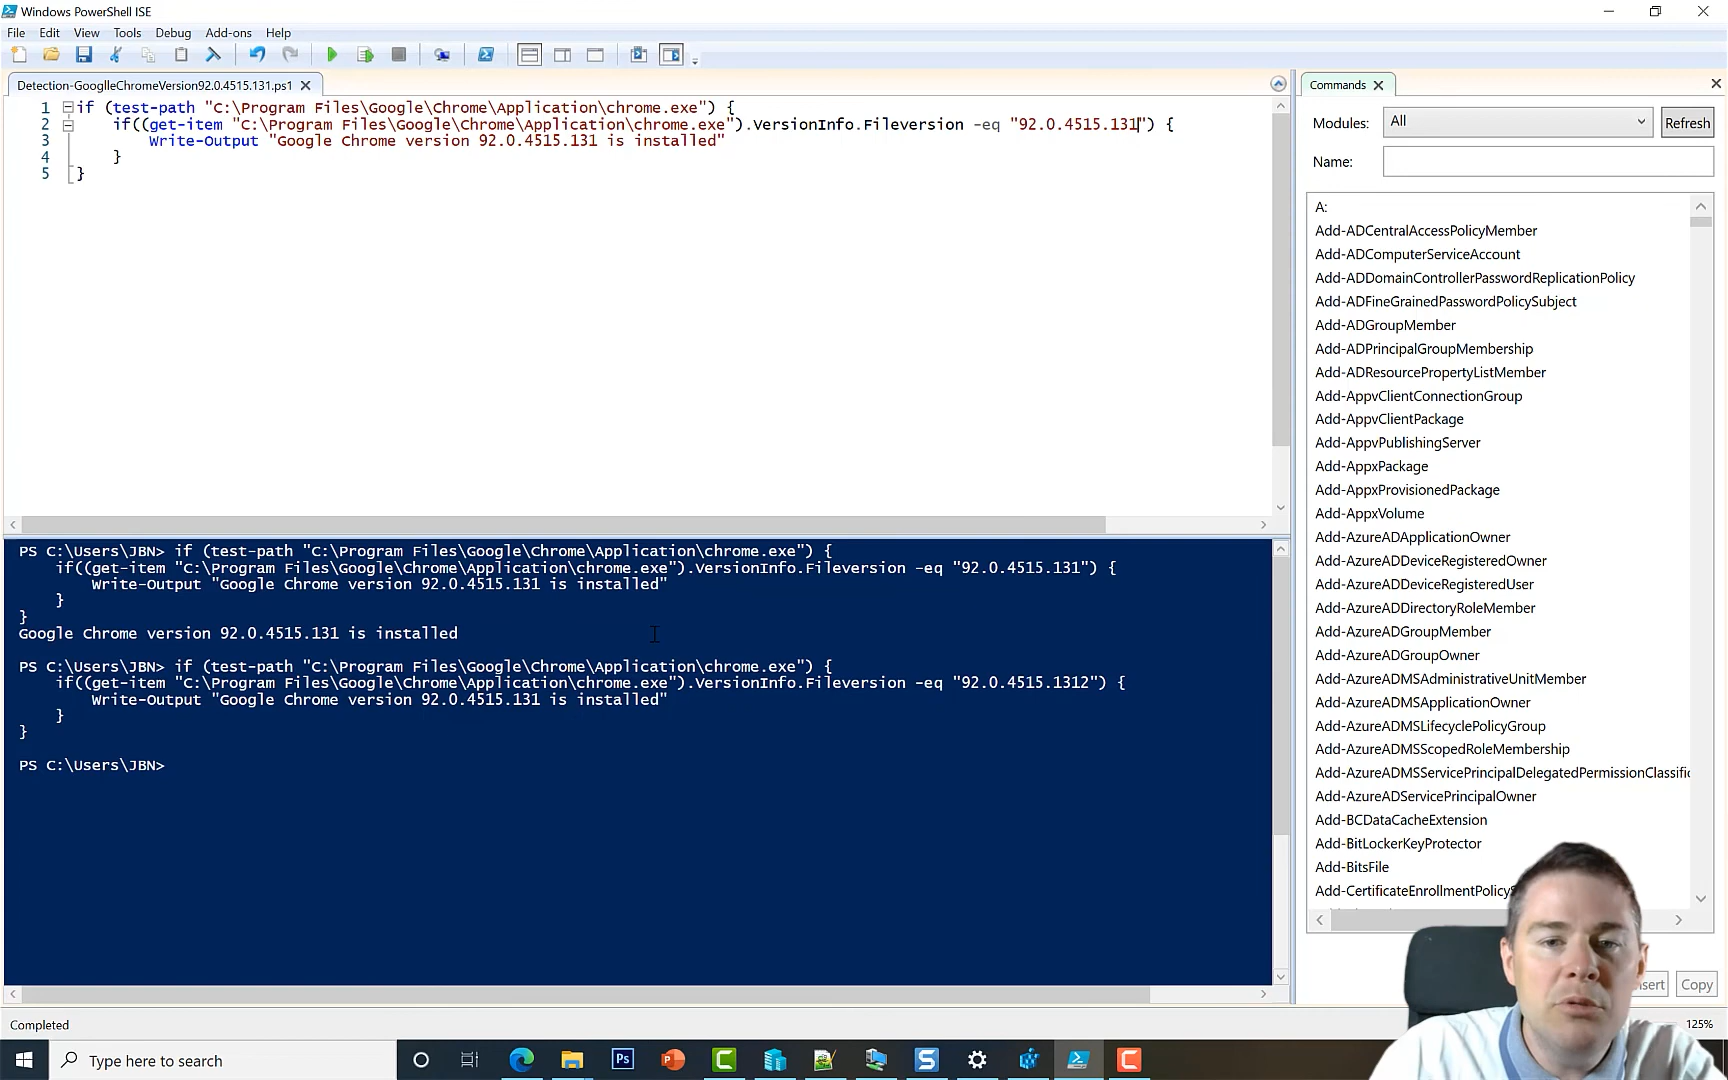 Windows PowerShell ISE
File Edit View Tools Debug Add-ons Help
Detection-GooglleChromeVersion92.0.4515.131.ps1
1 if (test-path "C:\Program Files\Google\Chrome\Application\chrome.exe") {
2 if((get-item "C:\Program Files\Google\Chrome\Application\chrome.exe").VersionInfo.Fileversion -eq "92.0.4515.131") {
3 Write-Output "Google Chrome version 92.0.4515.131 is installed"
4 }
5 }
PS C:\Users\JBN> if (test-path "C:\Program Files\Google\Chrome\Application\chrome.exe") {
if((get-item "C:\Program Files\Google\Chrome\Application\chrome.exe").VersionInfo.Fileversion -eq "92.0.4515.131") {
Write-Output "Google Chrome version 92.0.4515.131 is installed"
}
}
Google Chrome version 92.0.4515.131 is installed
PS C:\Users\JBN> if (test-path "C:\Program Files\Google\Chrome\Application\chrome.exe") {
if((get-item "C:\Program Files\Google\Chrome\Application\chrome.exe").VersionInfo.Fileversion -eq "92.0.4515.1312") {
Write-Output "Google Chrome version 92.0.4515.131 is installed"
}
}
PS C:\Users\JBN>
Commands
Modules: All Refresh
Name:
A:
Add-ADCentralAccessPolicyMember
Add-ADComputerServiceAccount
Add-ADDomainControllerPasswordReplicationPolicy
Add-ADFineGrainedPasswordPolicySubject
Add-ADGroupMember
Add-ADPrincipalGroupMembership
Add-ADResourcePropertyListMember
Add-AppvClientConnectionGroup
Add-AppvClientPackage
Add-AppvPublishingServer
Add-AppxPackage
Add-AppxProvisionedPackage
Add-AppxVolume
Add-AzureADApplicationOwner
Add-AzureADDeviceRegisteredOwner
Add-AzureADDeviceRegisteredUser
Add-AzureADDirectoryRoleMember
Add-AzureADGroupMember
Add-AzureADGroupOwner
Add-AzureADMSAdministrativeUnitMember
Add-AzureADMSApplicationOwner
Add-AzureADMSLifecyclePolicyGroup
Add-AzureADMSScopedRoleMembership
Add-AzureADMSServicePrincipalDelegatedPermissionClassific
Add-AzureADServicePrincipalOwner
Add-BCDataCacheExtension
Add-BitLockerKeyProtector
Add-BitsFile
Add-CertificateEnrollmentPolicyS
sert Copy
Completed
125%
Type here to search
Ps